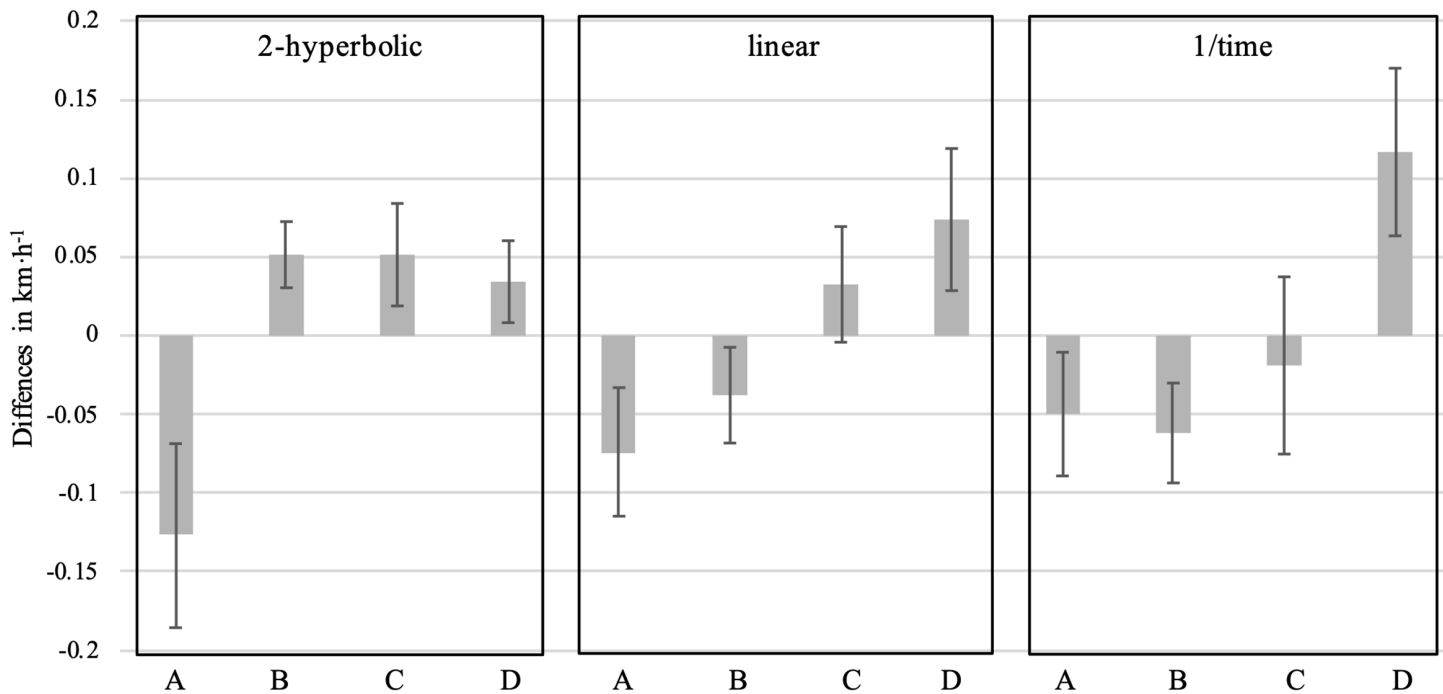 2-hyperbolic
linear
1/time
Diffences in km·h⁻¹
0.2
0.15
0.1
0.05
0
-0.05
-0.1
-0.15
-0.2
A B C D
A B C D
A B C D